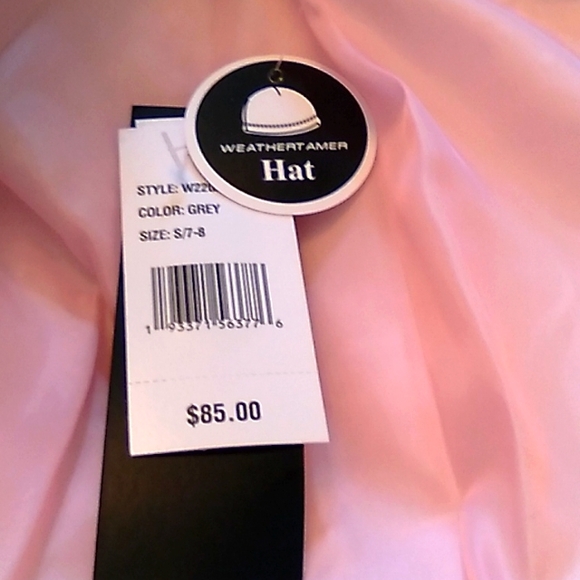 WEATHERTAMER
Hat
STYLE:
COLOR: GREY
SIZE: S/7-8
1 93371 56377 6
$85.00